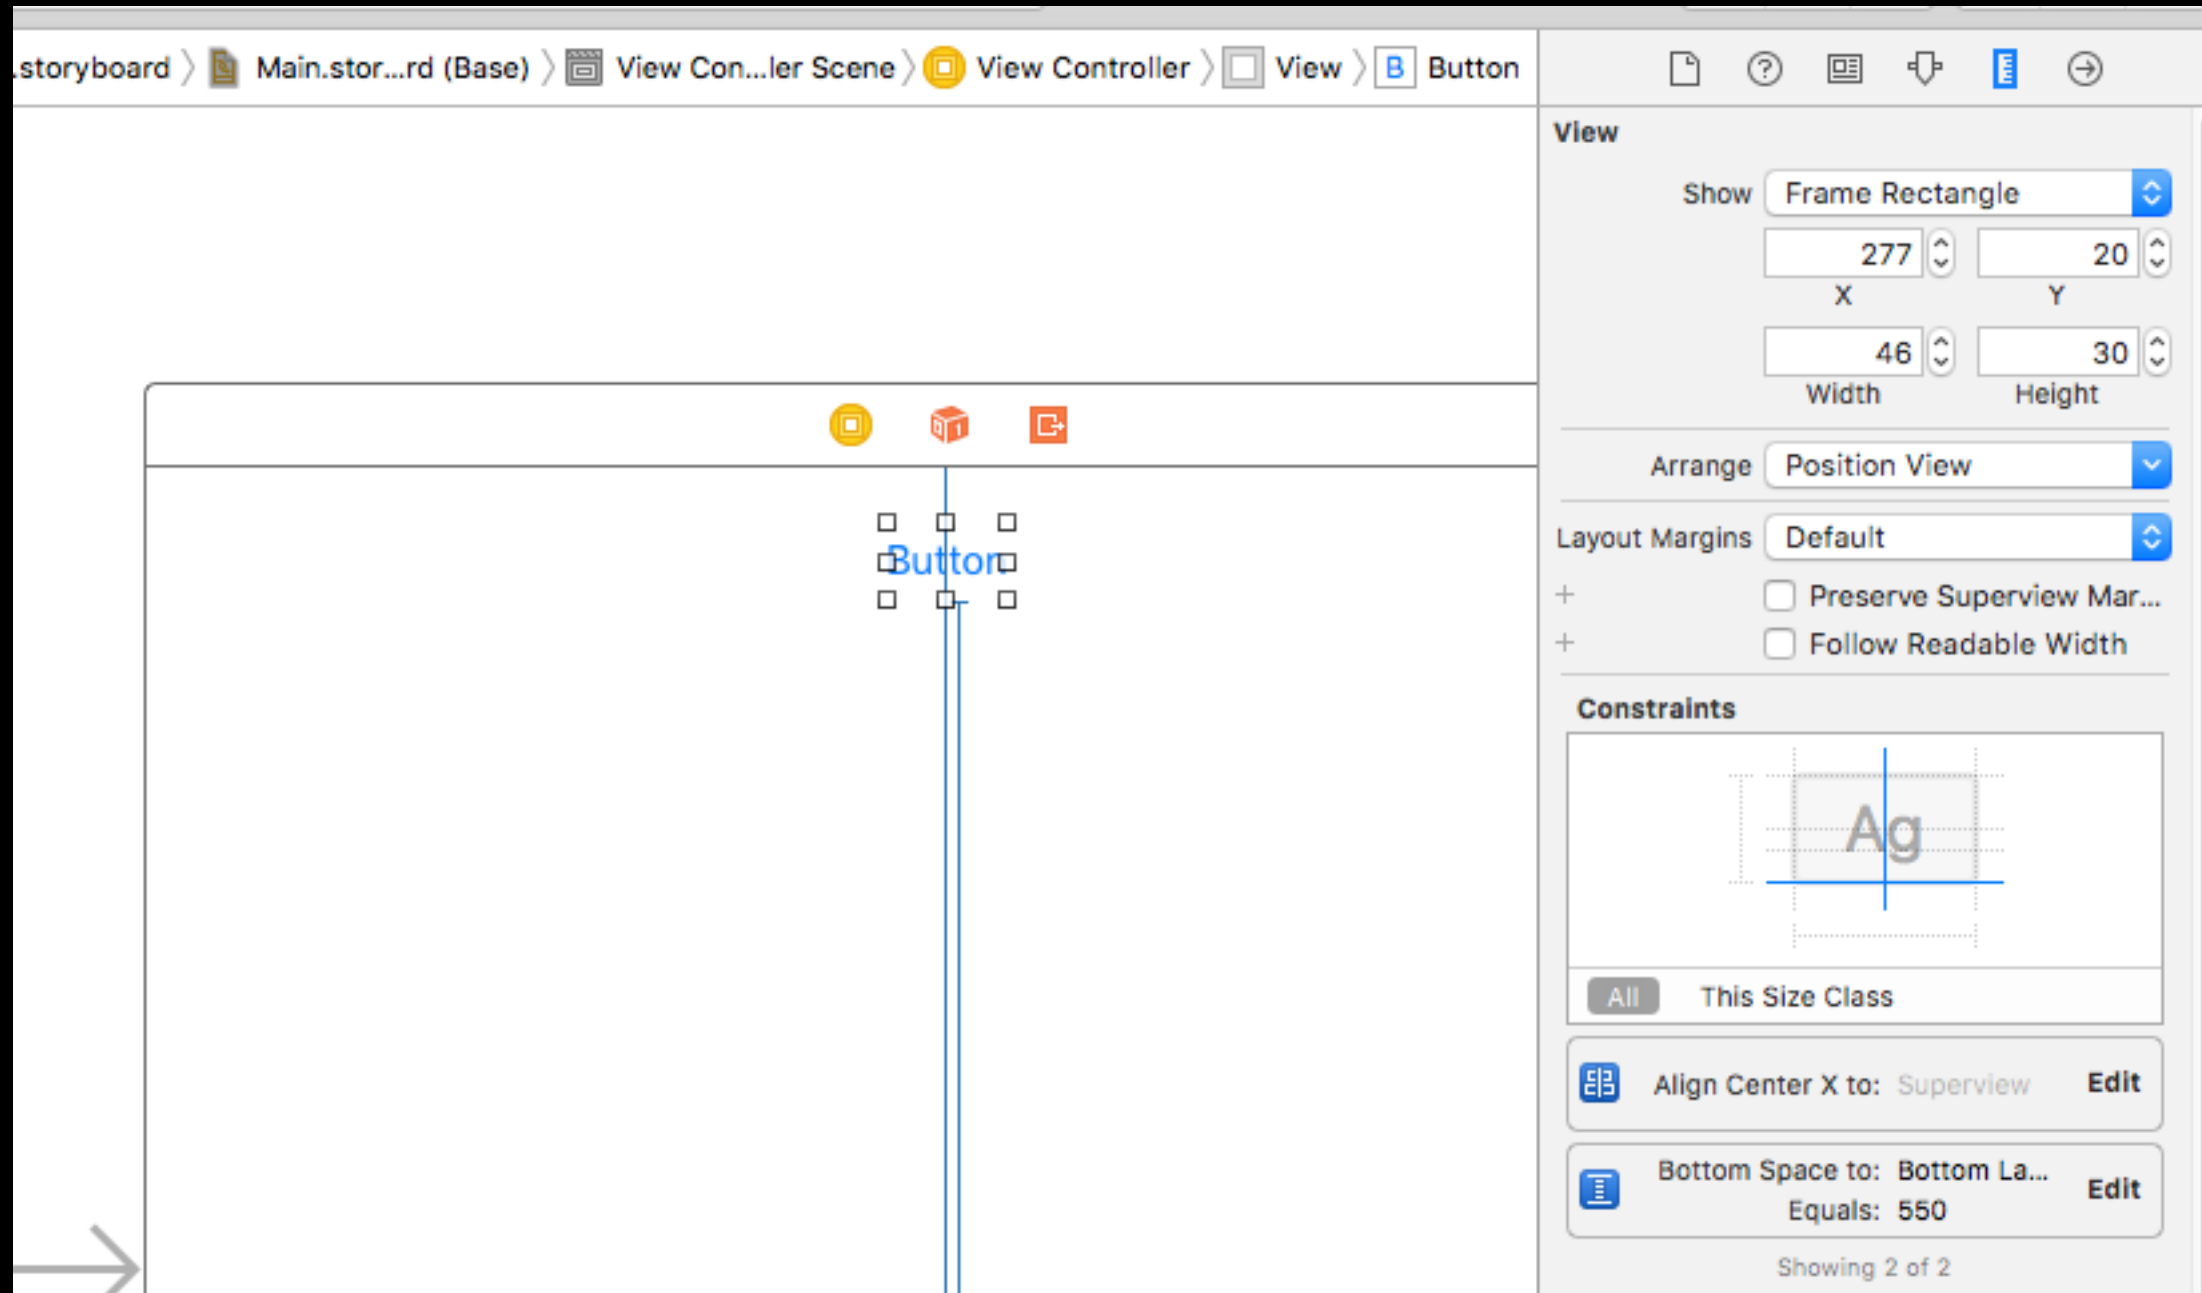 .storyboard
Main.stor...rd (Base)
View Con...ler Scene
View Controller
View
B Button
View
Show Frame Rectangle
277 20
X Y
46 30
Width Height
Arrange Position View
Button
Layout Margins Default
Preserve Superview Mar...
Follow Readable Width
Constraints
Ag
All This Size Class
Align Center X to: Superview Edit
Bottom Space to: Bottom La... Edit
Equals: 550
Showing 2 of 2